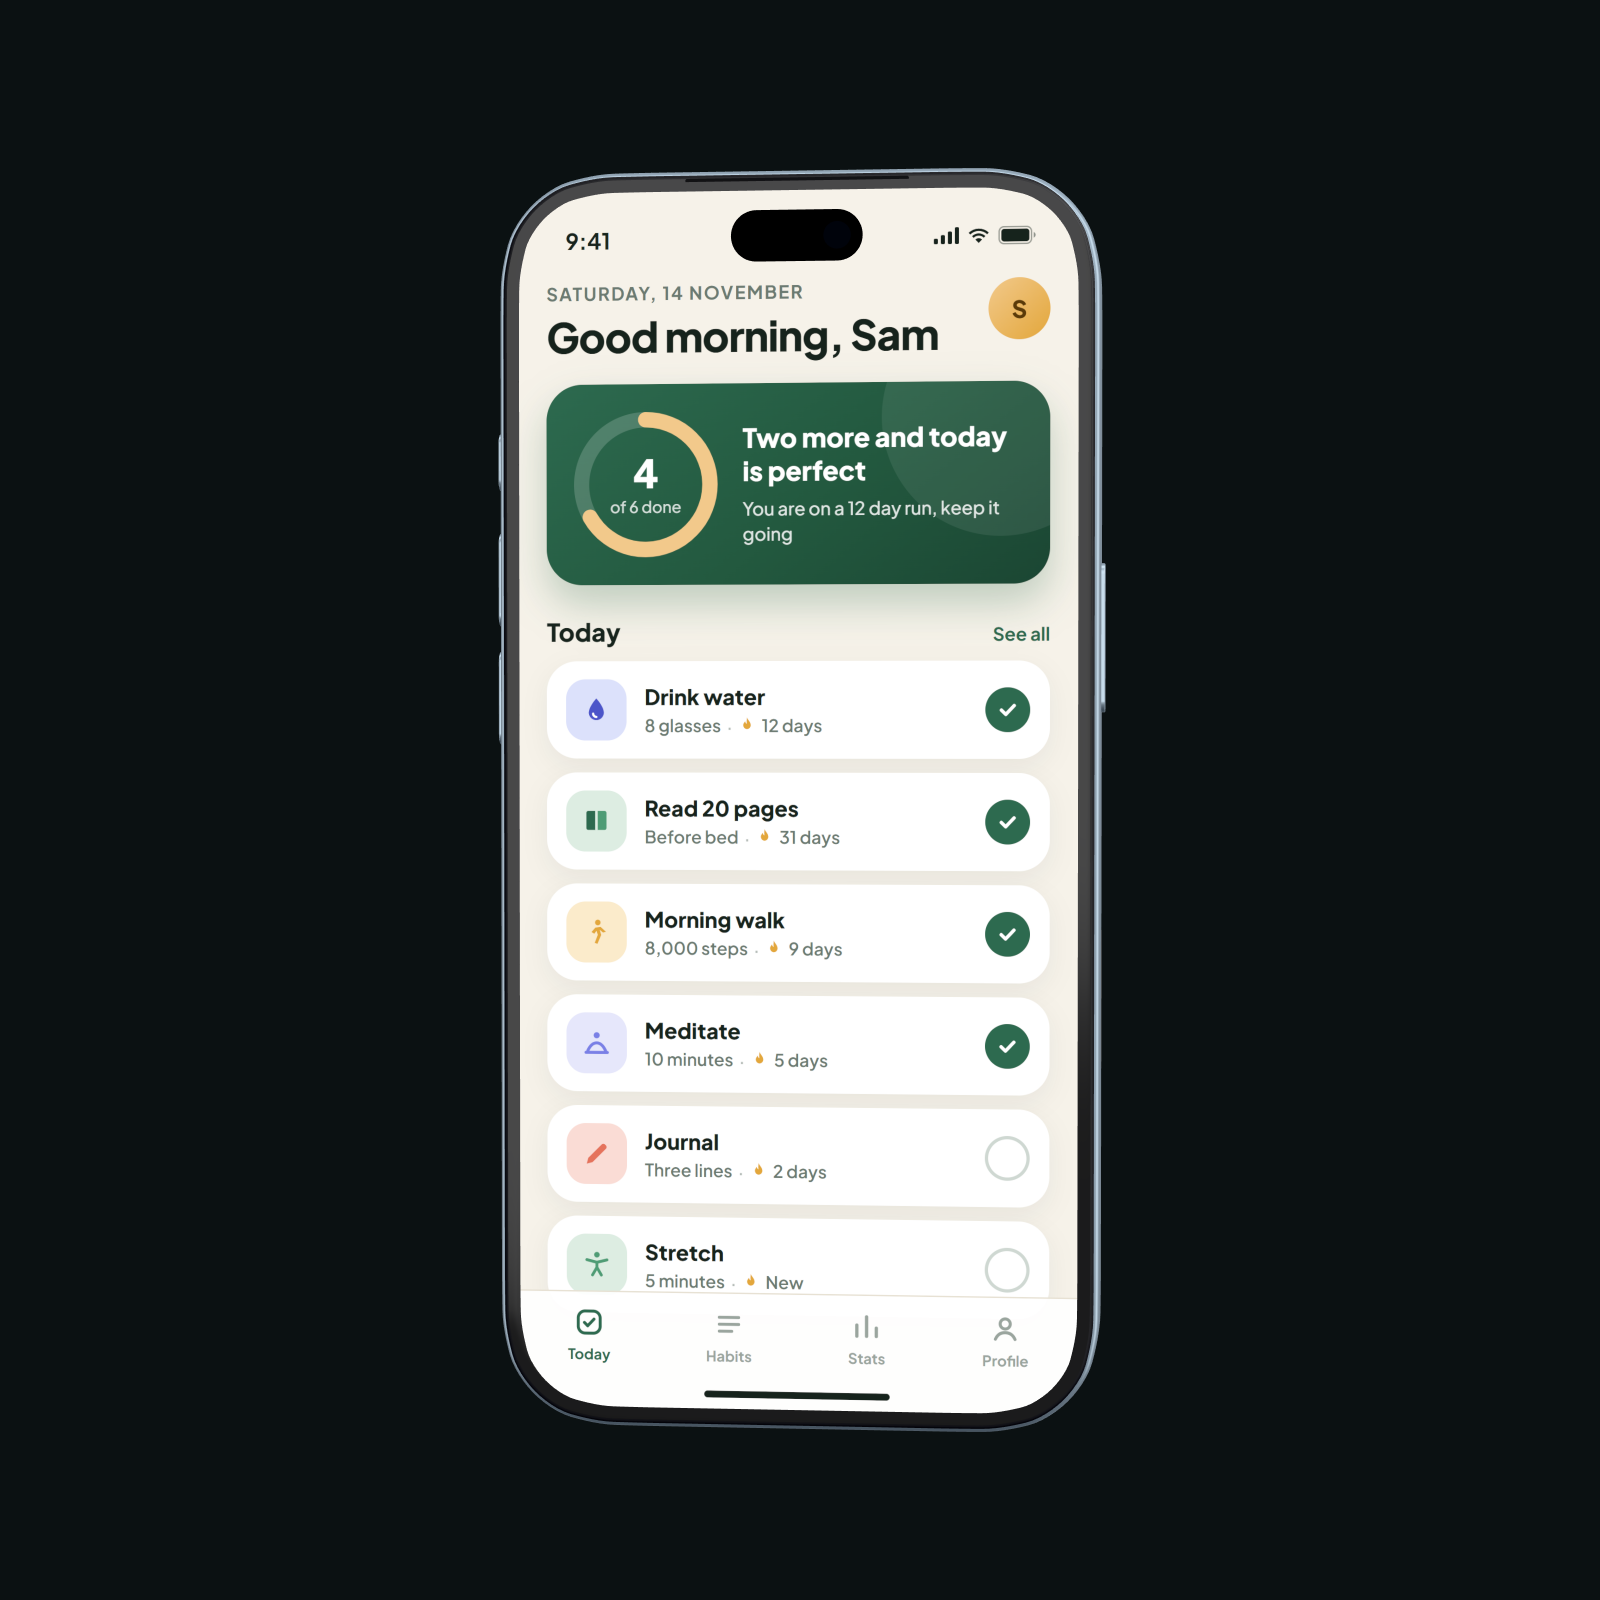 9:41
SATURDAY, 14 NOVEMBER
Good morning, Sam
S
4
of 6 done
Two more and today
is perfect
You are on a 12 day run, keep it
going
Today
See all
Drink water
8 glasses · 12 days
Read 20 pages
Before bed · 31 days
Morning walk
8,000 steps · 9 days
Meditate
10 minutes · 5 days
Journal
Three lines · 2 days
Stretch
5 minutes · New
Today
Habits
Stats
Profile